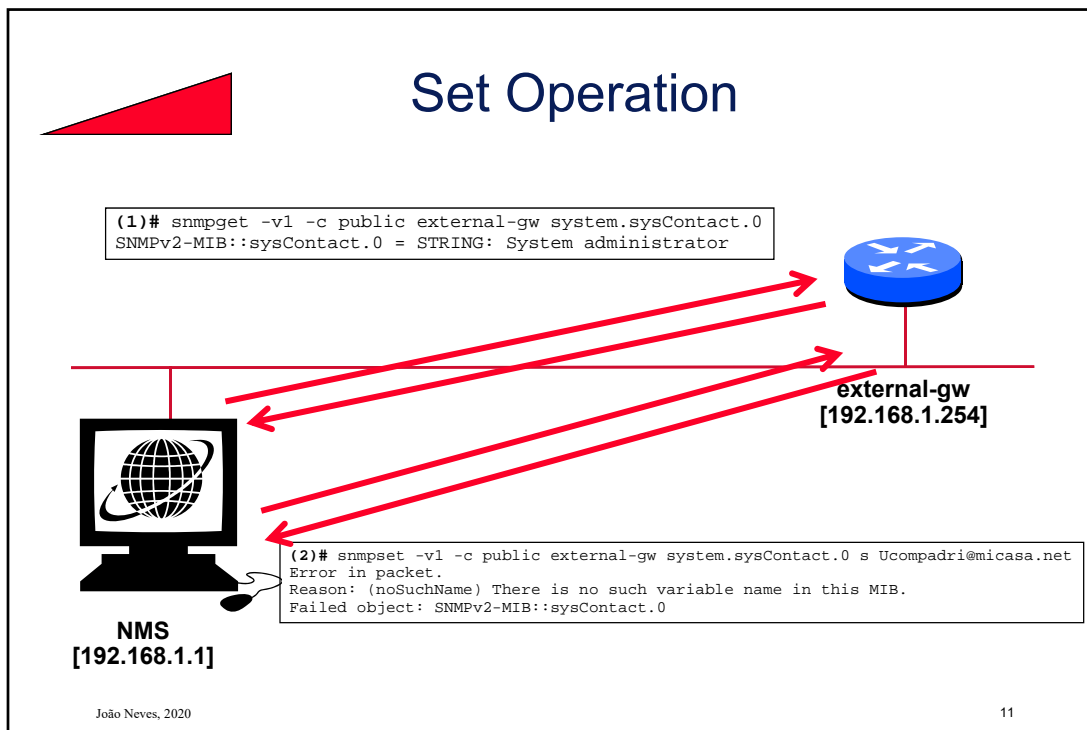 Set Operation
(1)# snmpget -v1 -c public external-gw system.sysContact.0
SNMPv2-MIB::sysContact.0 = STRING: System administrator
external-gw
[192.168.1.254]
(2)# snmpset -v1 -c public external-gw system.sysContact.0 s Ucompadri@micasa.net
Error in packet.
Reason: (noSuchName) There is no such variable name in this MIB.
Failed object: SNMPv2-MIB::sysContact.0
NMS
[192.168.1.1]
João Neves, 2020
11